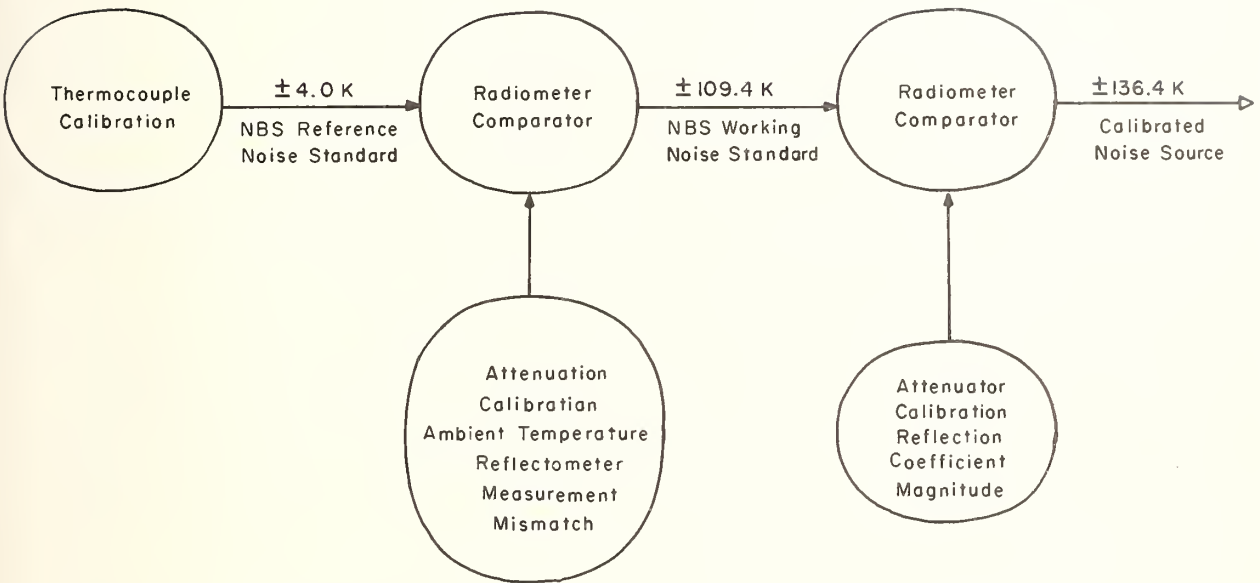 Thermocouple
Calibration
±4.0 K
NBS Reference
Noise Standard
Radiometer
Comparator
±109.4 K
NBS Working
Noise Standard
Radiometer
Comparator
±136.4 K
Calibrated
Noise Source
Attenuation
Calibratian
Ambient Temperature
Reflectometer
Measurement
Mismatch
Attenuator
Calibration
Reflection
Coefficient
Magnitude